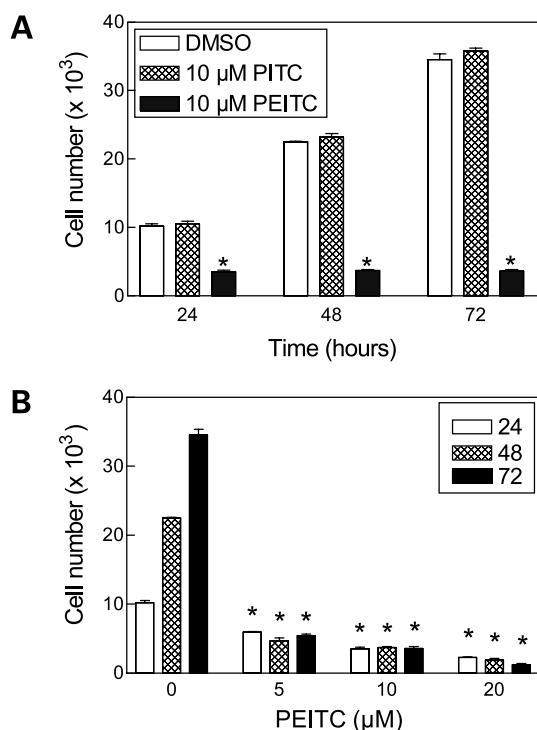 A
Cell number (x 10³)
40
30
20
10
0
DMSO
10 µM PITC
10 µM PEITC
*
*
*
24
48
72
Time (hours)
B
Cell number (x 10³)
40
30
20
10
0
24
48
72
* * *
* * *
* * *
0
5
10
20
PEITC (µM)